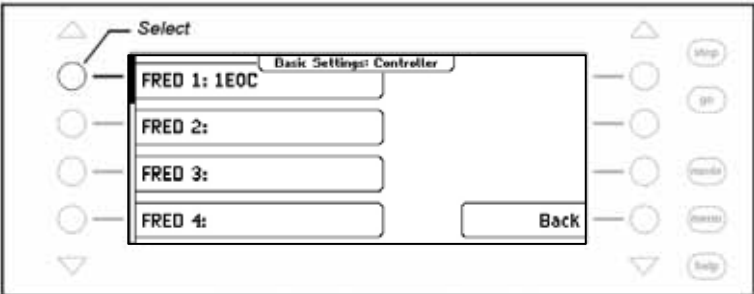 Select
Basic Settings: Controller
FRED 1: 1E0C
FRED 2:
FRED 3:
FRED 4:
Back
stop
go
mode
menu
help